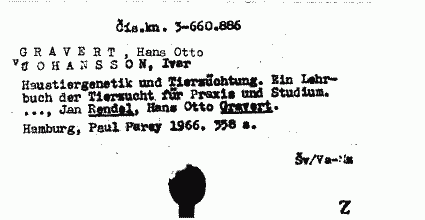 Čís.kn. 3-660.886
GRAVERT, Hans Otto
v JOHANSSON, Ivar
Haustiergenetik und Tierzüchtung. Ein Lehr-
buch der Tierzucht für Praxis und Studium.
..., Jan Rendel, Hans Otto Gravert.
Hamburg, Paul Parey 1966. 358 s.
Šv/Va-
Z